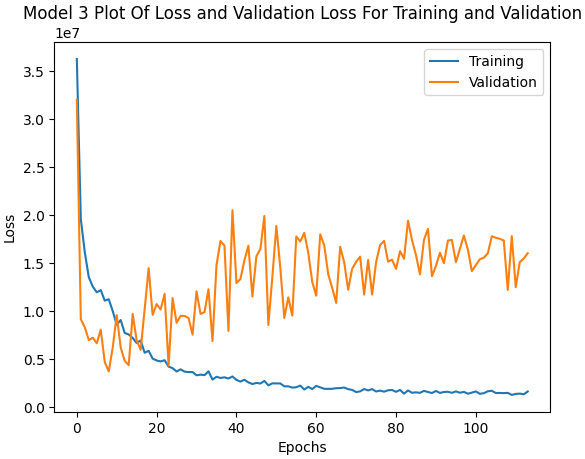 Model 3 Plot Of Loss and Validation Loss For Training and Validation
1e7
Training
Validation
3.5
3.0
2.5
2.0
1.5
1.0
0.5
0.0
Loss
0 20 40 60 80 100
Epochs